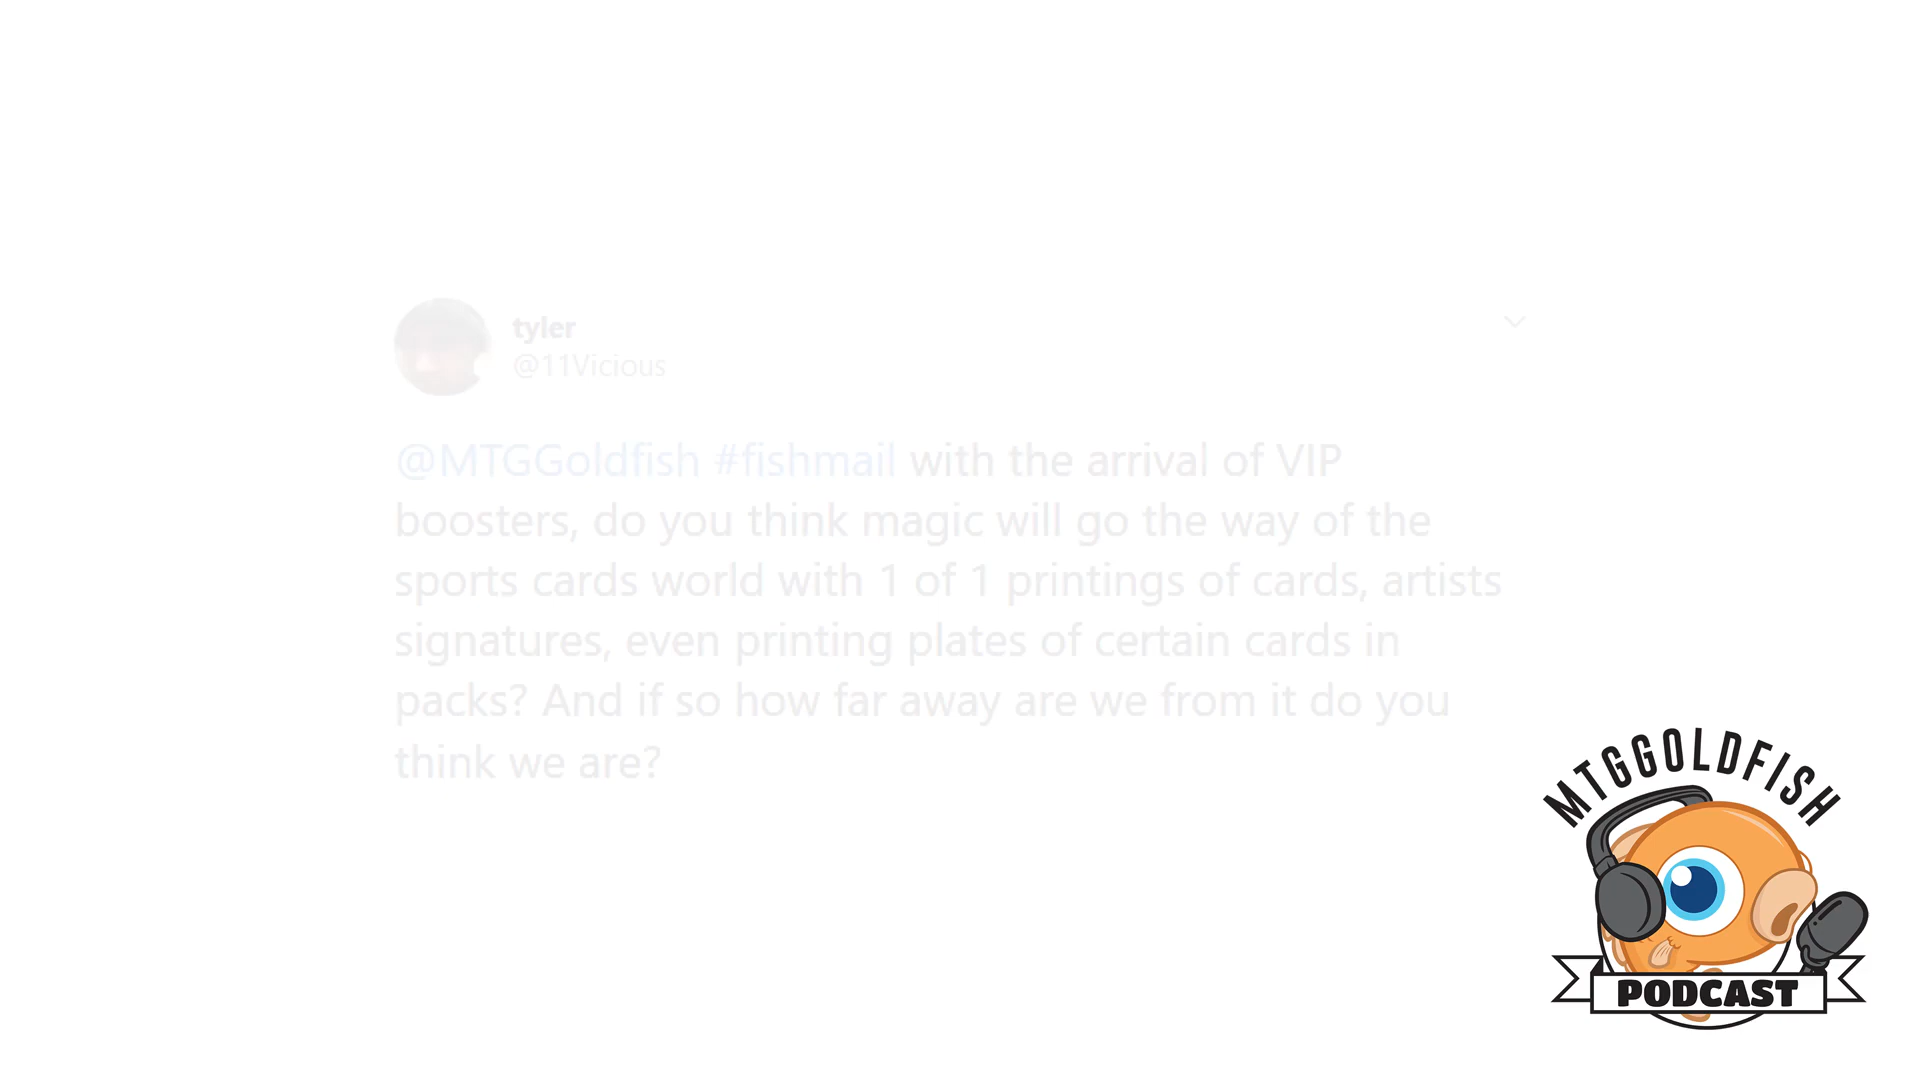 tyler
@11Vicious
@MTGGoldfish #fishmail with the arrival of VIP
boosters, do you think magic will go the way of the
sports cards world with 1 of 1 printings of cards, artists
signatures, even printing plates of certain cards in
packs? And if so how far away are we from it do you
think we are?
MTGGOLDFISH
PODCAST